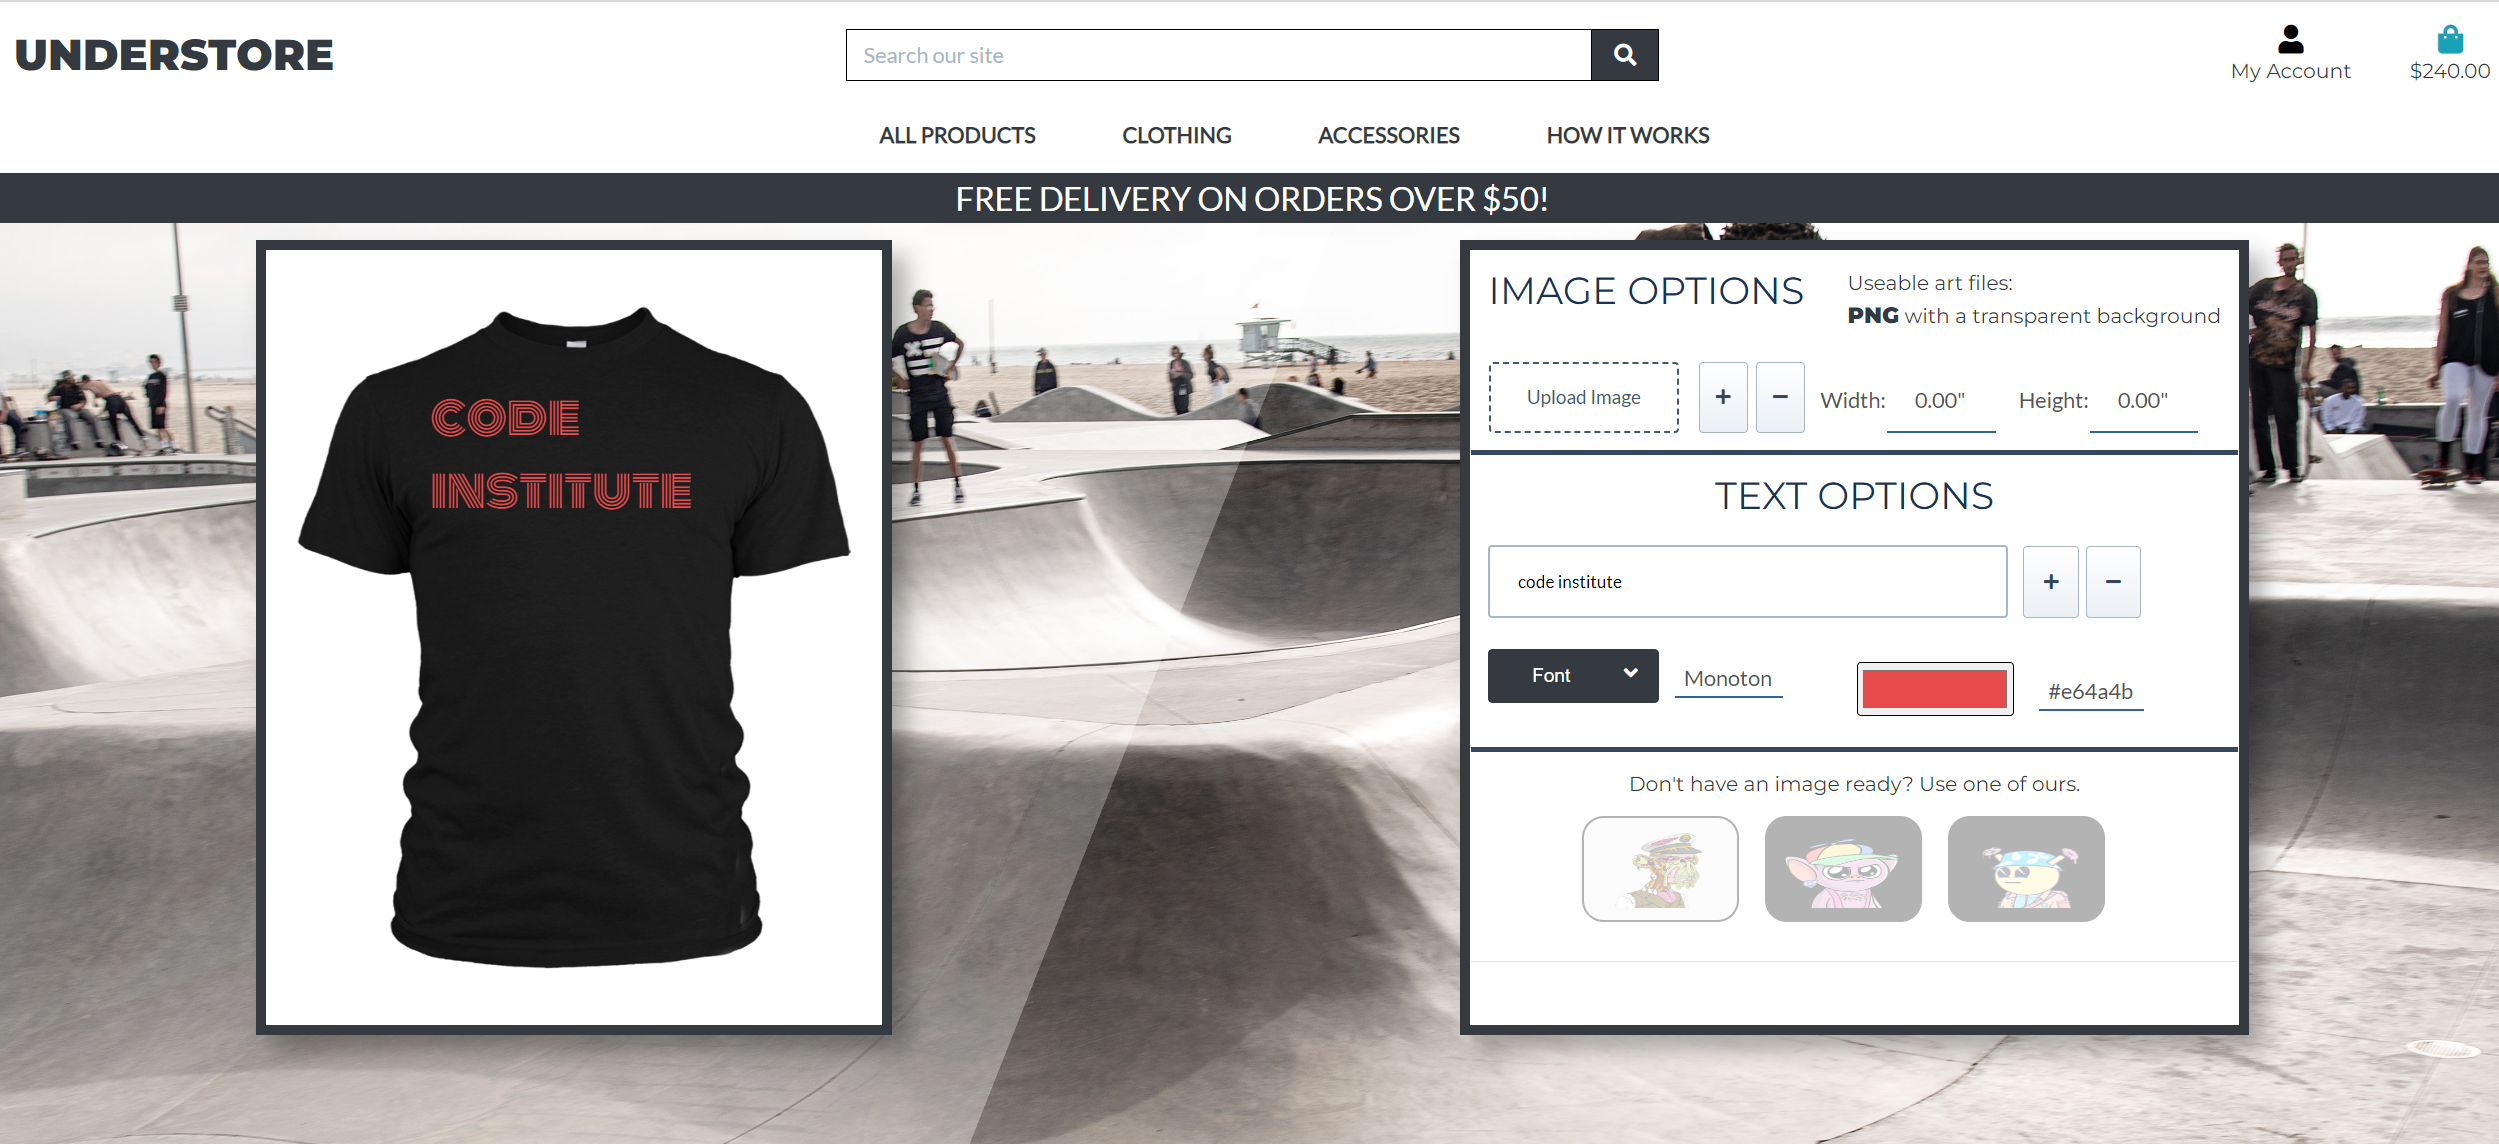 UNDERSTORE
Search our site
My Account
$240.00
ALL PRODUCTS
CLOTHING
ACCESSORIES
HOW IT WORKS
FREE DELIVERY ON ORDERS OVER $50!
CODE
INSTITUTE
IMAGE OPTIONS
Useable art files:
PNG with a transparent background
Upload Image
+
−
Width: 0.00"
Height: 0.00"
TEXT OPTIONS
code institute
+
−
Font
Monoton
#e64a4b
Don't have an image ready? Use one of ours.